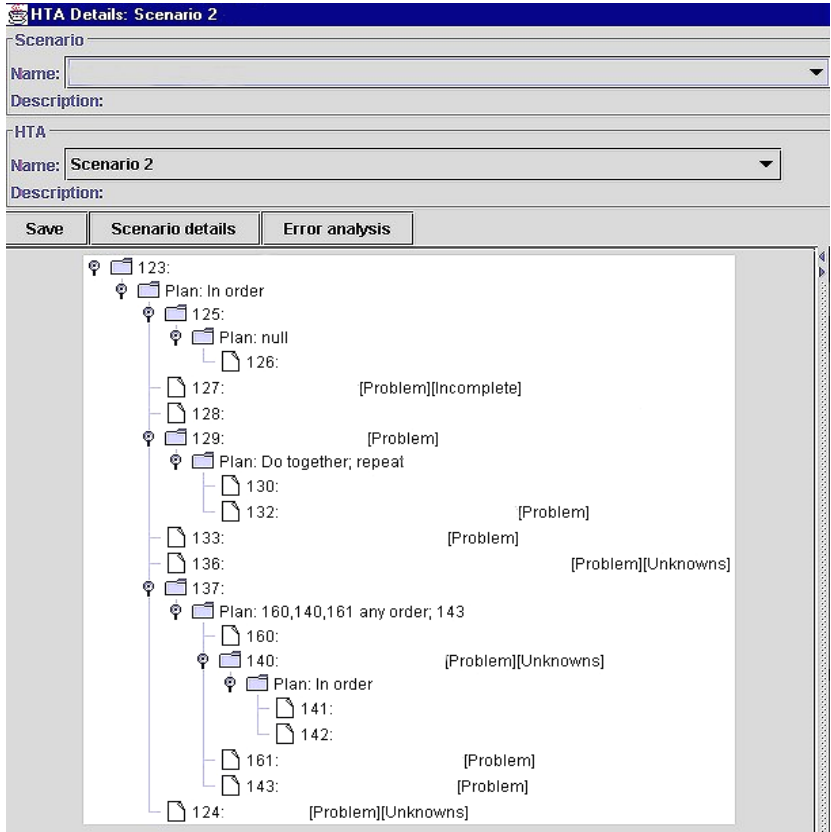 HTA Details: Scenario 2
Scenario
Name:
Description:
HTA
Name: Scenario 2
Description:
Save Scenario details Error analysis
123:
Plan: In order
125:
Plan: null
126:
127: [Problem][Incomplete]
128:
129: [Problem]
Plan: Do together; repeat
130:
132: [Problem]
133: [Problem]
136: [Problem][Unknowns]
137:
Plan: 160,140,161 any order; 143
160:
140: [Problem][Unknowns]
Plan: In order
141:
142:
161: [Problem]
143: [Problem]
124: [Problem][Unknowns]